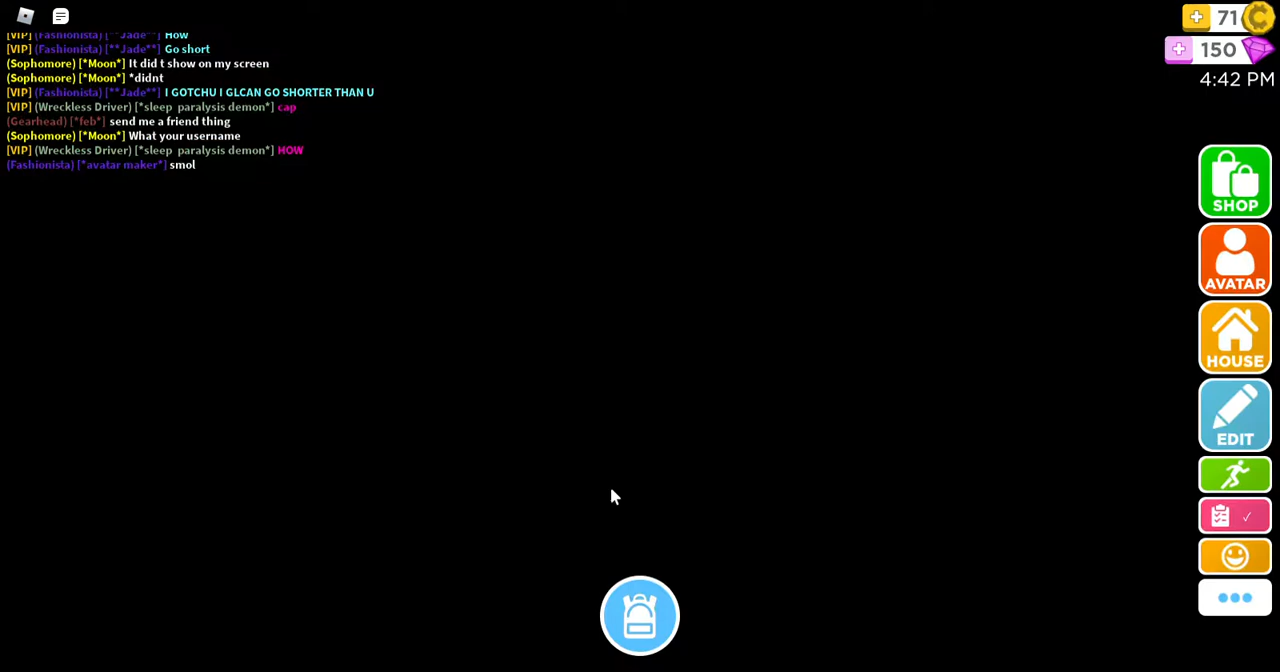 [VIP] (Fashionista) [**Jade**] How
[VIP] (Fashionista) [**Jade**] Go short
(Sophomore) [*Moon*] It did t show on my screen
(Sophomore) [*Moon*] *didnt
[VIP] (Fashionista) [**Jade**] I GOTCHU I GLCAN GO SHORTER THAN U
[VIP] (Wreckless Driver) [*sleep paralysis demon*] cap
(Gearhead) [*feb*] send me a friend thing
(Sophomore) [*Moon*] What your username
[VIP] (Wreckless Driver) [*sleep paralysis demon*] HOW
(Fashionista) [*avatar maker*] smol
71
150
4:42 PM
SHOP
AVATAR
HOUSE
EDIT